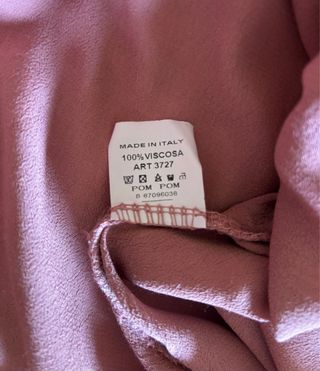 MADE IN ITALY
100% VISCOSA
ART 3727
POM POM
B 67096036